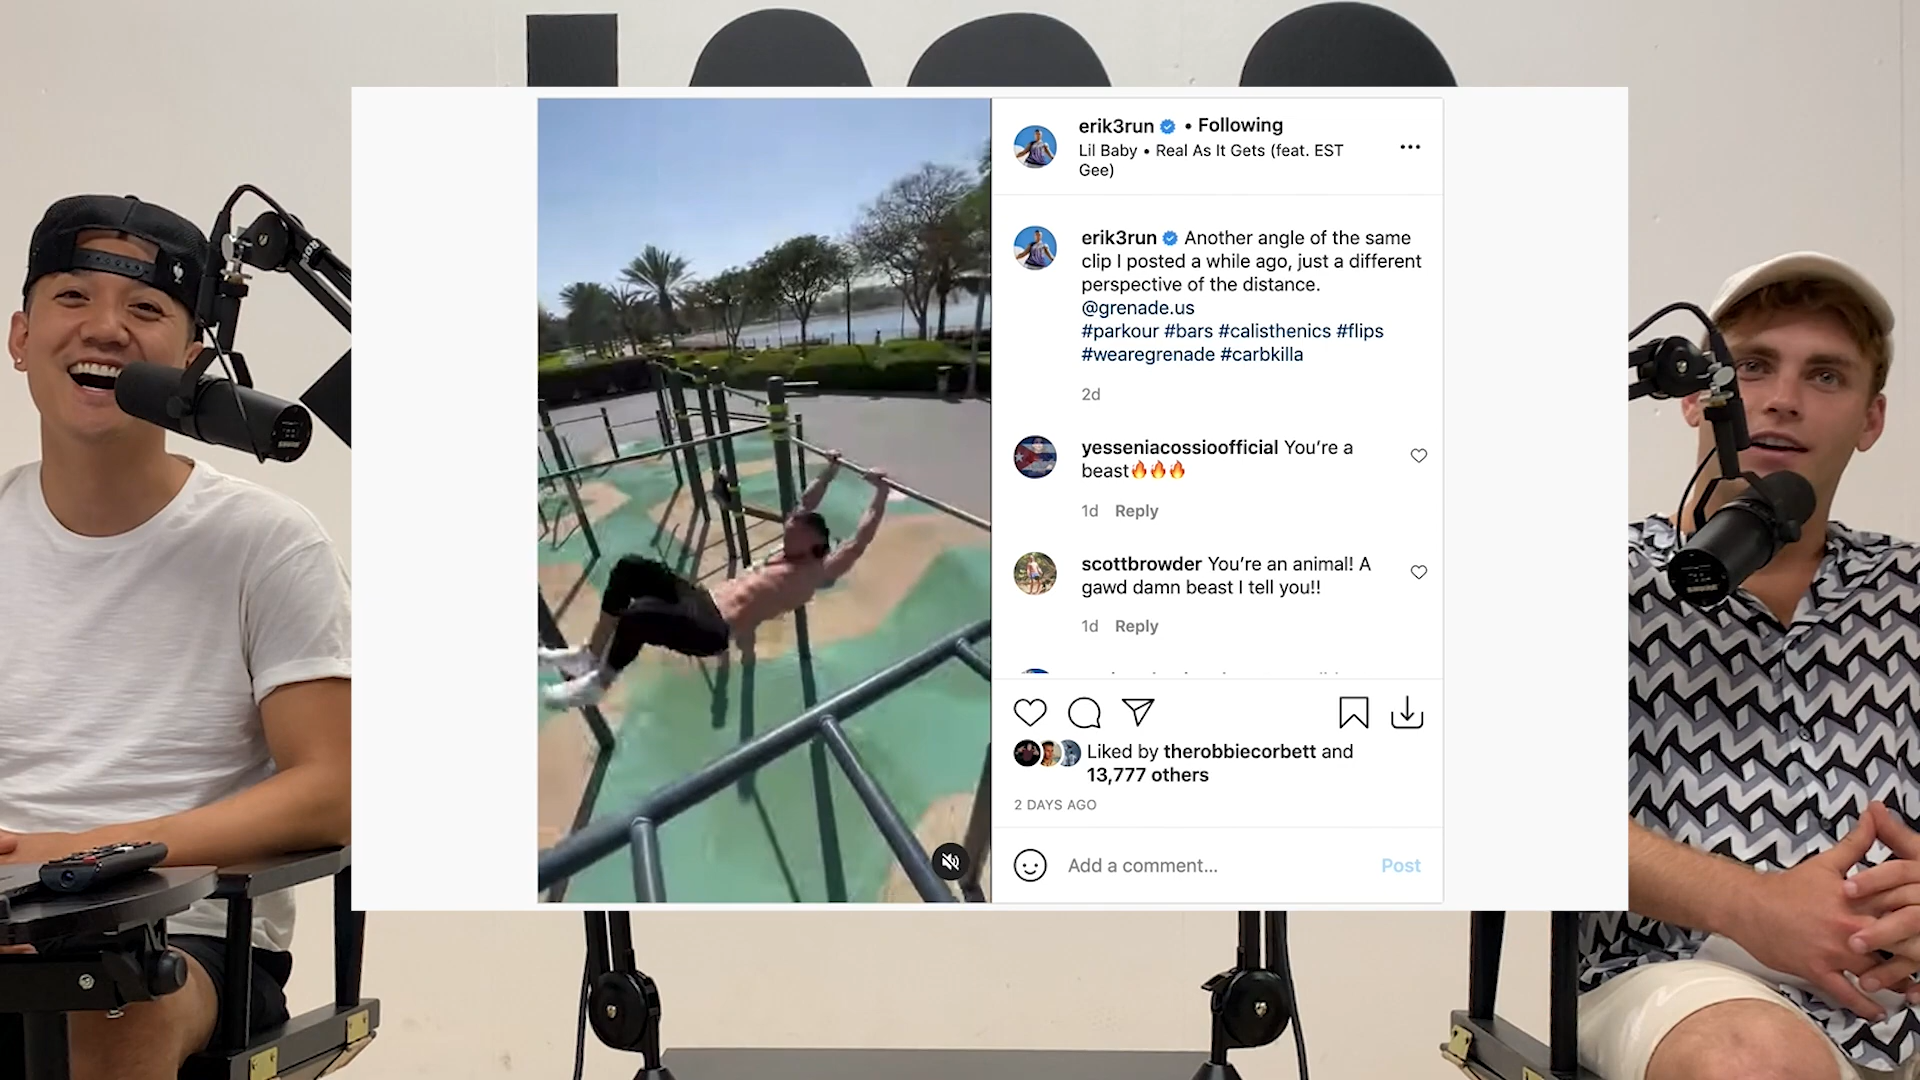 erik3run • Following
Lil Baby • Real As It Gets (feat. EST
Gee)
erik3run Another angle of the same
clip I posted a while ago, just a different
perspective of the distance.
@grenade.us
#parkour #bars #calisthenics #flips
#wearegrenade #carbkilla
2d
yesseniacossioofficial You’re a
beast🔥🔥🔥
1d Reply
scottbrowder You’re an animal! A
gawd damn beast I tell you!!
1d Reply
Liked by therobbiecorbett and
13,777 others
2 DAYS AGO
Add a comment...
Post
RODE